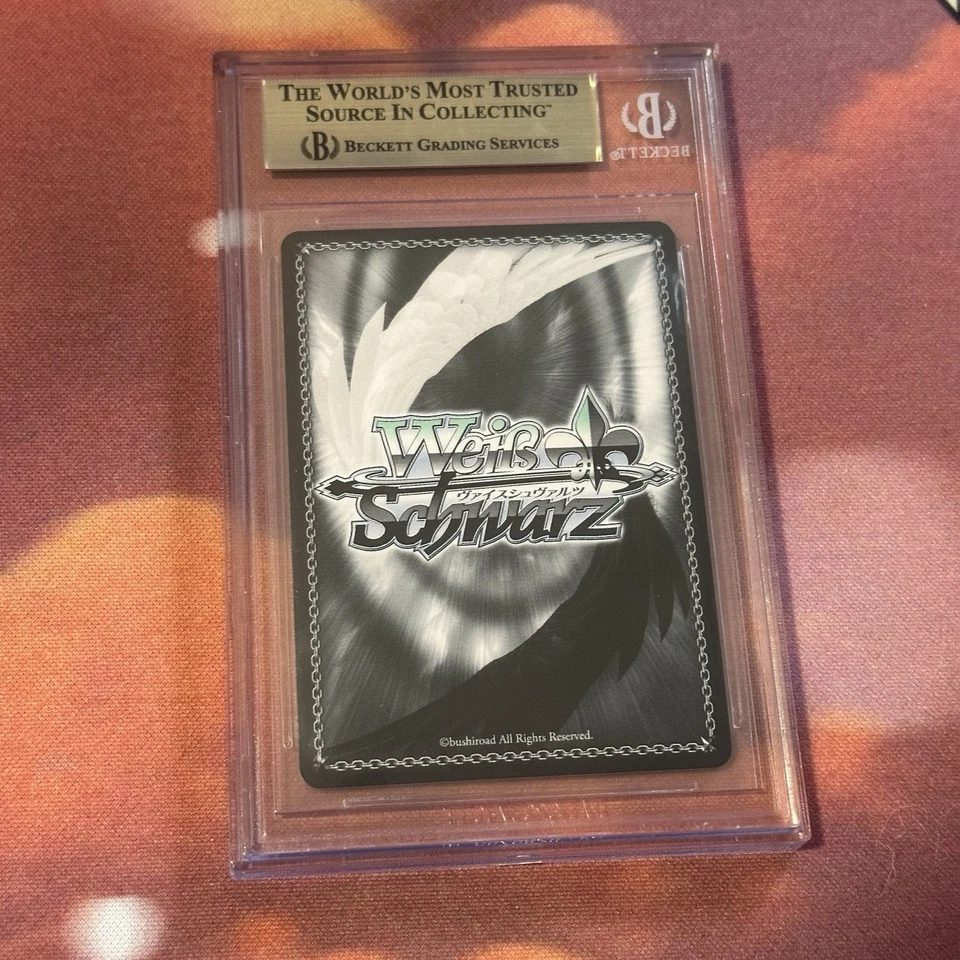 THE WORLD'S MOST TRUSTED
SOURCE IN COLLECTING™
B BECKETT GRADING SERVICES
B
BECKETT®
Weiß
ヴァイスシュヴァルツ
Schwarz
©bushiroad All Rights Reserved.